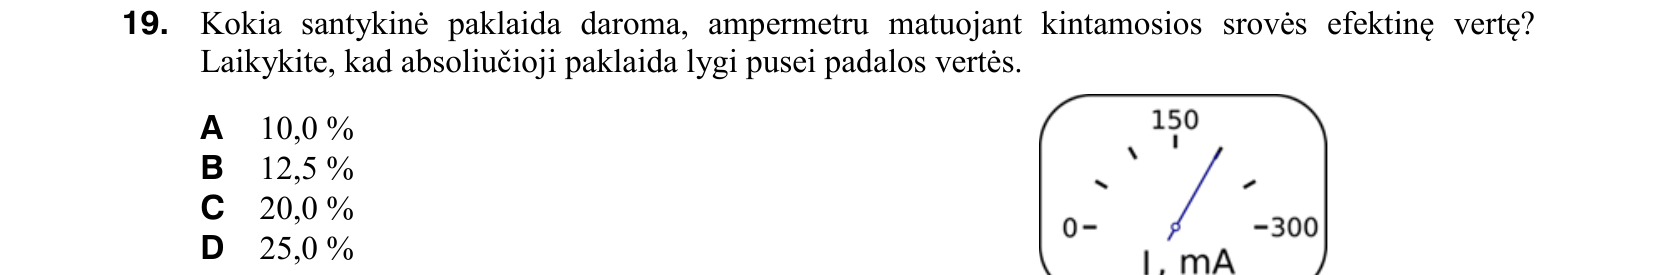 19. Kokia santykinė paklaida daroma, ampermetru matuojant kintamosios srovės efektinę vertę?
Laikykite, kad absoliučioji paklaida lygi pusei padalos vertės.
A 10,0 %
B 12,5 %
C 20,0 %
D 25,0 %
150
0
300
I, mA